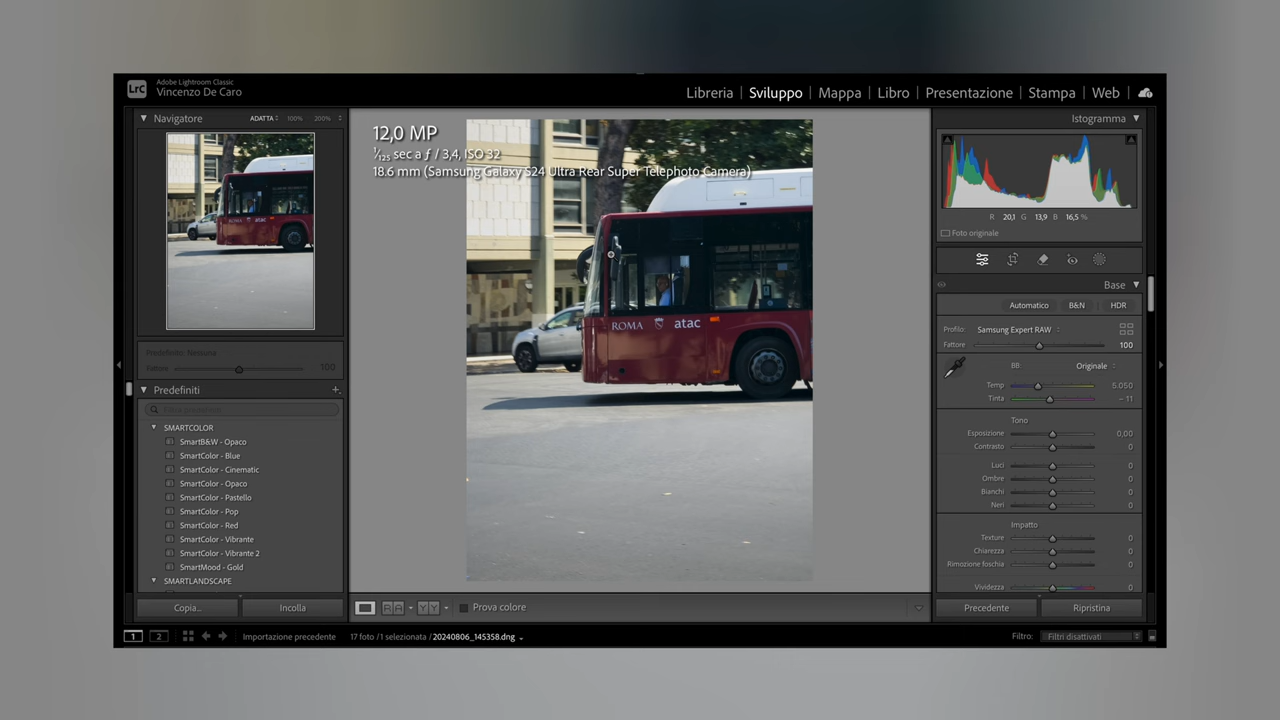 LrC
Adobe Lightroom Classic
Vincenzo De Caro
Libreria | Sviluppo | Mappa | Libro | Presentazione | Stampa | Web |
Navigatore
ADATTA 100% 200%
12,0 MP
1/125 sec a ƒ / 3,4, ISO 32
18.6 mm (Samsung Galaxy S24 Ultra Rear Super Telephoto Camera)
ROMA atac
Predefinito: Nessuna
Fattore 100
Predefiniti
SMARTCOLOR
SmartB&W - Opaco
SmartColor - Blue
SmartColor - Cinematic
SmartColor - Opaco
SmartColor - Pastello
SmartColor - Pop
SmartColor - Red
SmartColor - Vibrante
SmartColor - Vibrante 2
SmartMood - Gold
SMARTLANDSCAPE
Copia...
Incolla
Prova colore
Istogramma
R 20,1 G 13,9 B 16,5 %
Foto originale
Base
Automatico B&N HDR
Profilo: Samsung Expert RAW
Fattore 100
BB: Originale
Temp 5.050
Tinta – 11
Tono
Esposizione 0,00
Contrasto 0
Luci 0
Ombre 0
Bianchi 0
Neri 0
Impatto
Texture 0
Chiarezza 0
Rimozione foschia 0
Vividezza 0
Precedente
Ripristina
1 2 Importazione precedente 17 foto /1 selezionata /20240806_145358.dng
Filtro: Filtri disattivati